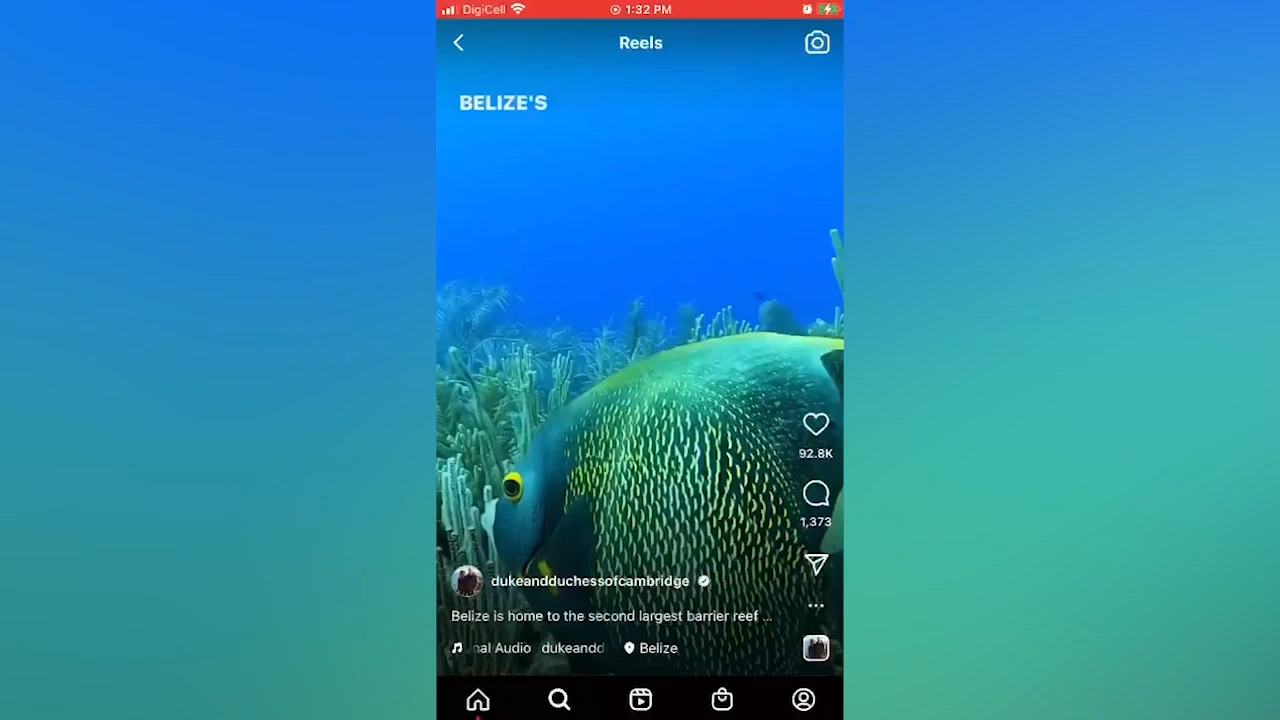 DigiCell 1:32 PM
Reels
BELIZE'S
92.8K
1,373
dukeandduchessofcambridge
Belize is home to the second largest barrier reef ...
nal Audio dukeandd Belize